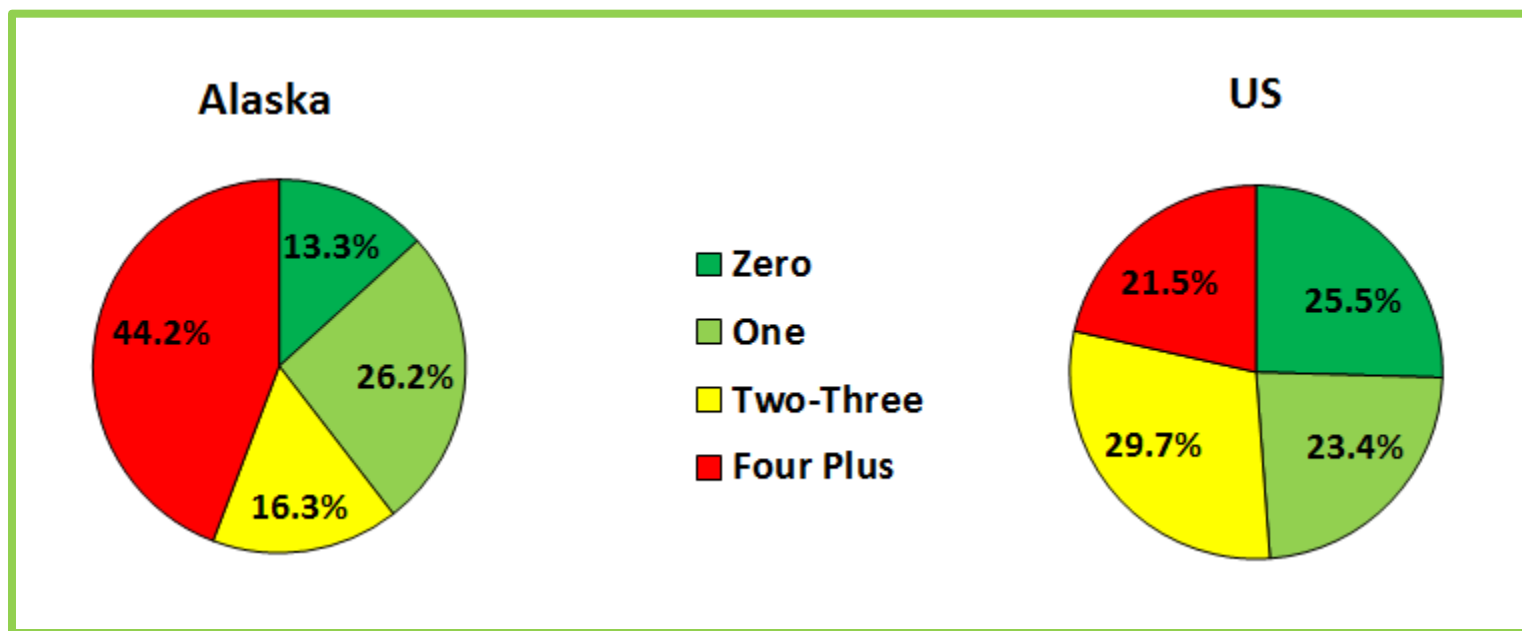 Alaska
13.3%
26.2%
16.3%
44.2%
Zero
One
Two-Three
Four Plus
US
25.5%
23.4%
29.7%
21.5%